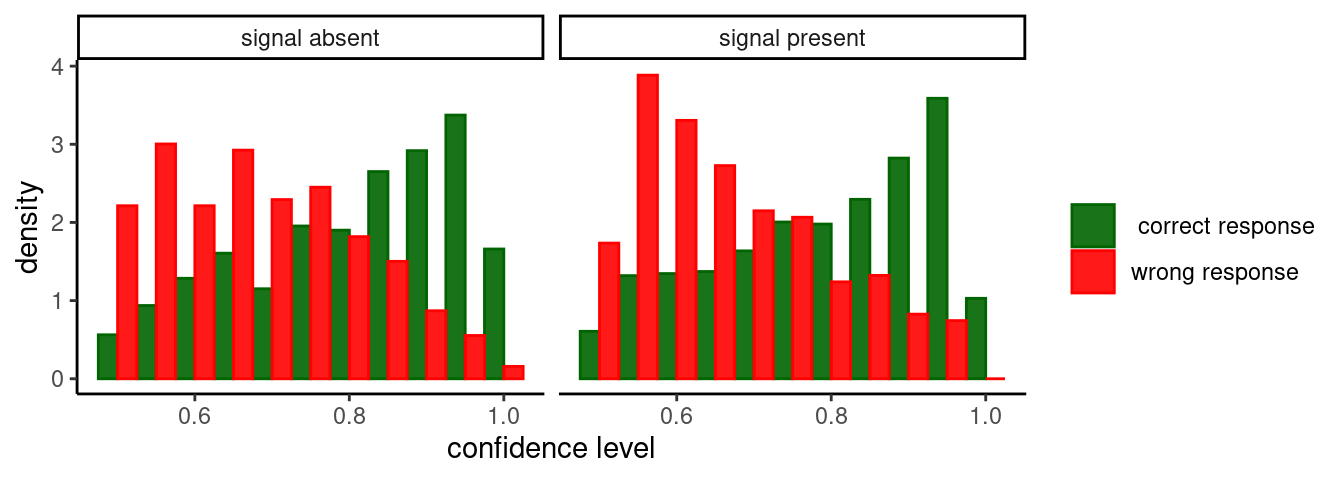 signal absent
signal present
4
3
2
1
0
density
0.6
0.8
1.0
0.6
0.8
1.0
confidence level
correct response
wrong response